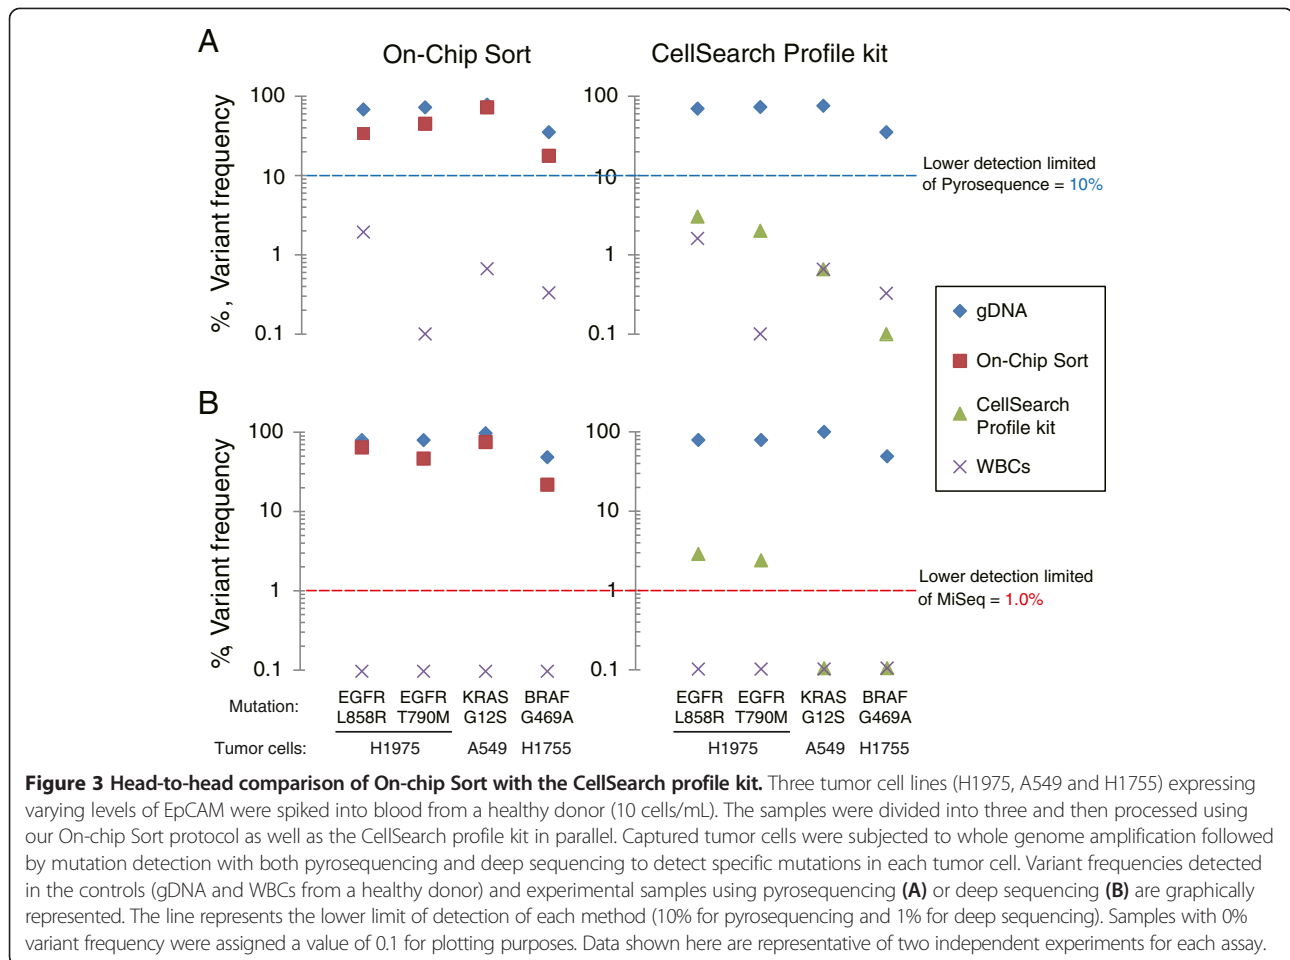 A
On-Chip Sort
CellSearch Profile kit
%, Variant frequency
100
10
1
0.1
100
10
1
0.1
Lower detection limited
of Pyrosequence = 10%
gDNA
On-Chip Sort
CellSearch
Profile kit
WBCs
B
%, Variant frequency
100
10
1
0.1
100
10
1
0.1
Lower detection limited
of MiSeq = 1.0%
Mutation:
EGFR
L858R
EGFR
T790M
KRAS
G12S
BRAF
G469A
EGFR
L858R
EGFR
T790M
KRAS
G12S
BRAF
G469A
Tumor cells:
H1975
A549
H1755
H1975
A549
H1755
Figure 3 Head-to-head comparison of On-chip Sort with the CellSearch profile kit. Three tumor cell lines (H1975, A549 and H1755) expressing
varying levels of EpCAM were spiked into blood from a healthy donor (10 cells/mL). The samples were divided into three and then processed using
our On-chip Sort protocol as well as the CellSearch profile kit in parallel. Captured tumor cells were subjected to whole genome amplification followed
by mutation detection with both pyrosequencing and deep sequencing to detect specific mutations in each tumor cell. Variant frequencies detected
in the controls (gDNA and WBCs from a healthy donor) and experimental samples using pyrosequencing (A) or deep sequencing (B) are graphically
represented. The line represents the lower limit of detection of each method (10% for pyrosequencing and 1% for deep sequencing). Samples with 0%
variant frequency were assigned a value of 0.1 for plotting purposes. Data shown here are representative of two independent experiments for each assay.